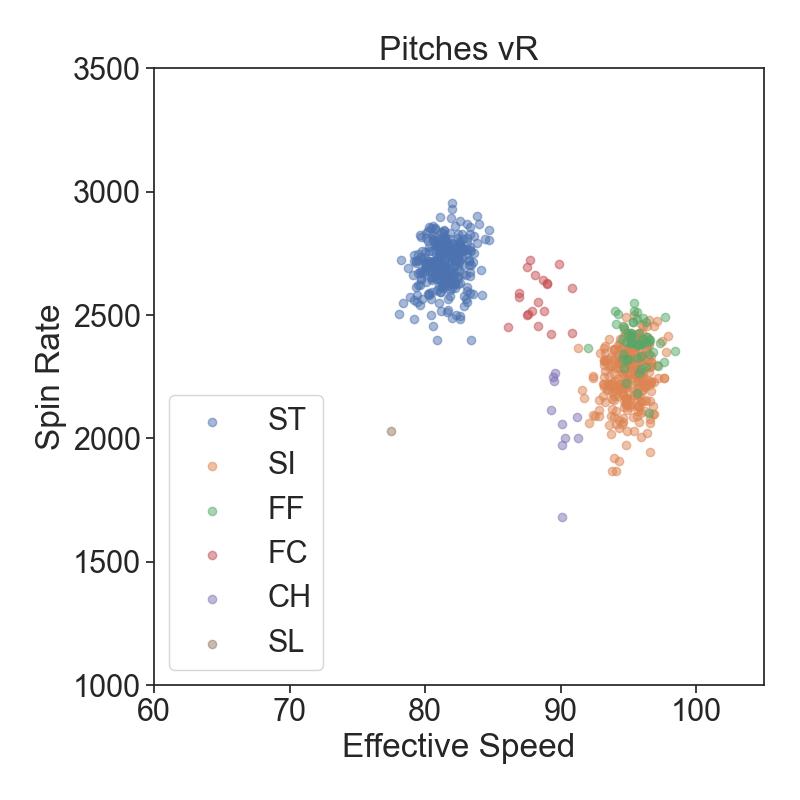 Pitches vR
3500
3000
2500
2000
1500
1000
Spin Rate
ST
SI
FF
FC
CH
SL
60 70 80 90 100
Effective Speed